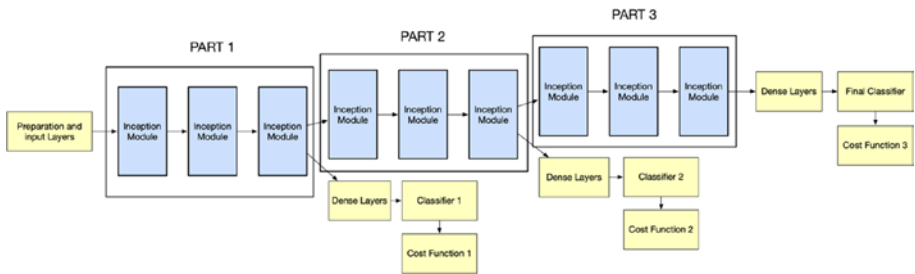 PART 1
PART 2
PART 3
Preparation and
input Layers
Inception
Module
Inception
Module
Inception
Module
Inception
Module
Inception
Module
Inception
Module
Inception
Module
Inception
Module
Inception
Module
Dense Layers
Final Classifier
Cost Function 3
Dense Layers
Classifier 1
Cost Function 1
Dense Layers
Classifier 2
Cost Function 2